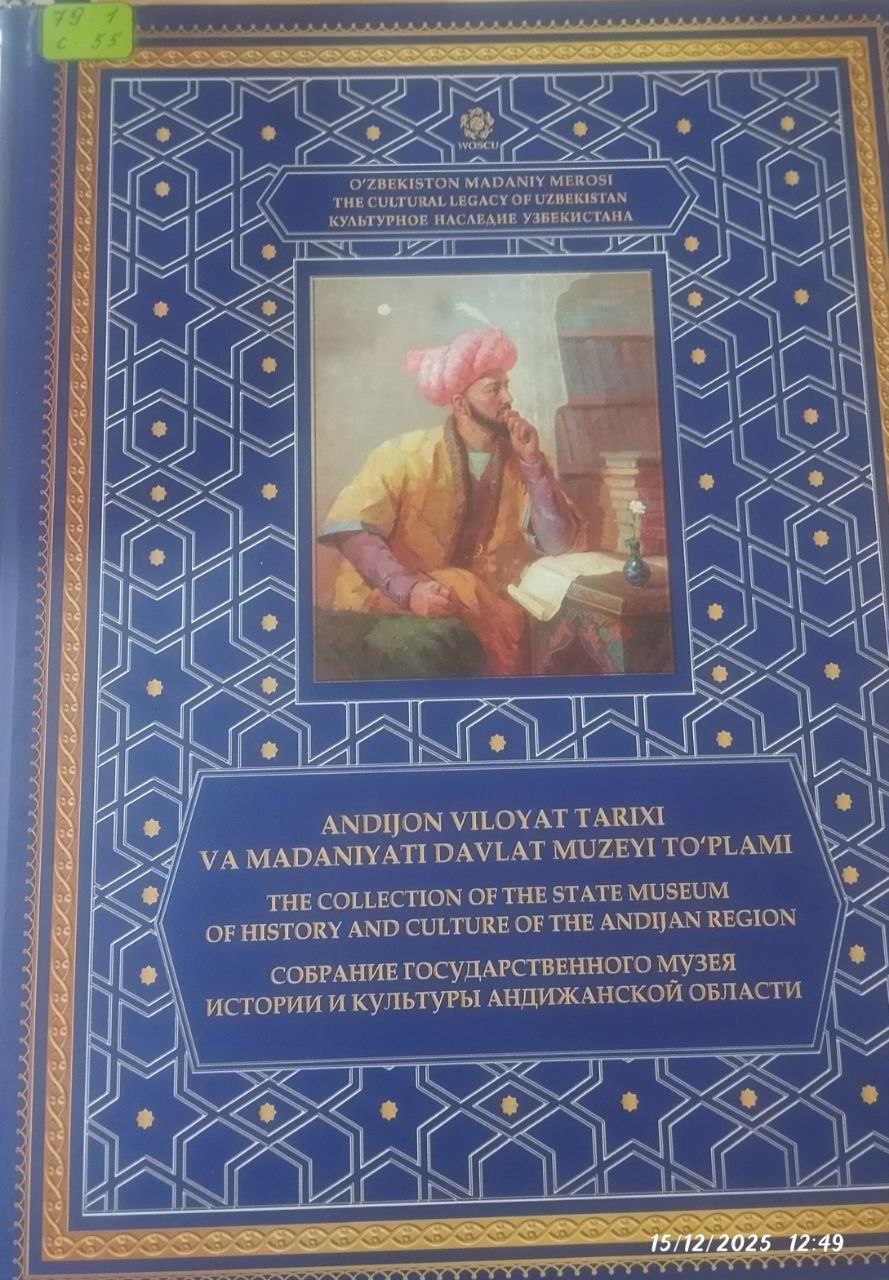 79 1
с. 55
WOSCU
O‘ZBEKISTON MADANIY MEROSI
THE CULTURAL LEGACY OF UZBEKISTAN
КУЛЬТУРНОЕ НАСЛЕДИЕ УЗБЕКИСТАНА
ANDIJON VILOYAT TARIXI
VA MADANIYATI DAVLAT MUZEYI TO‘PLAMI
THE COLLECTION OF THE STATE MUSEUM
OF HISTORY AND CULTURE OF THE ANDIJAN REGION
СОБРАНИЕ ГОСУДАРСТВЕННОГО МУЗЕЯ
ИСТОРИИ И КУЛЬТУРЫ АНДИЖАНСКОЙ ОБЛАСТИ
15/12/2025 12:49